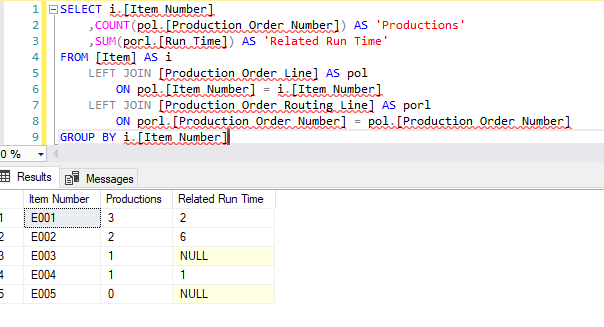 1 SELECT i.[Item Number]
2 ,COUNT(pol.[Production Order Number]) AS 'Productions'
3 ,SUM(porl.[Run Time]) AS 'Related Run Time'
4 FROM [Item] AS i
5 LEFT JOIN [Production Order Line] AS pol
6 ON pol.[Item Number] = i.[Item Number]
7 LEFT JOIN [Production Order Routing Line] AS porl
8 ON porl.[Production Order Number] = pol.[Production Order Number]
9 GROUP BY i.[Item Number]
0 %
Results Messages
Item Number Productions Related Run Time
1 E001 3 2
2 E002 2 6
3 E003 1 NULL
4 E004 1 1
5 E005 0 NULL